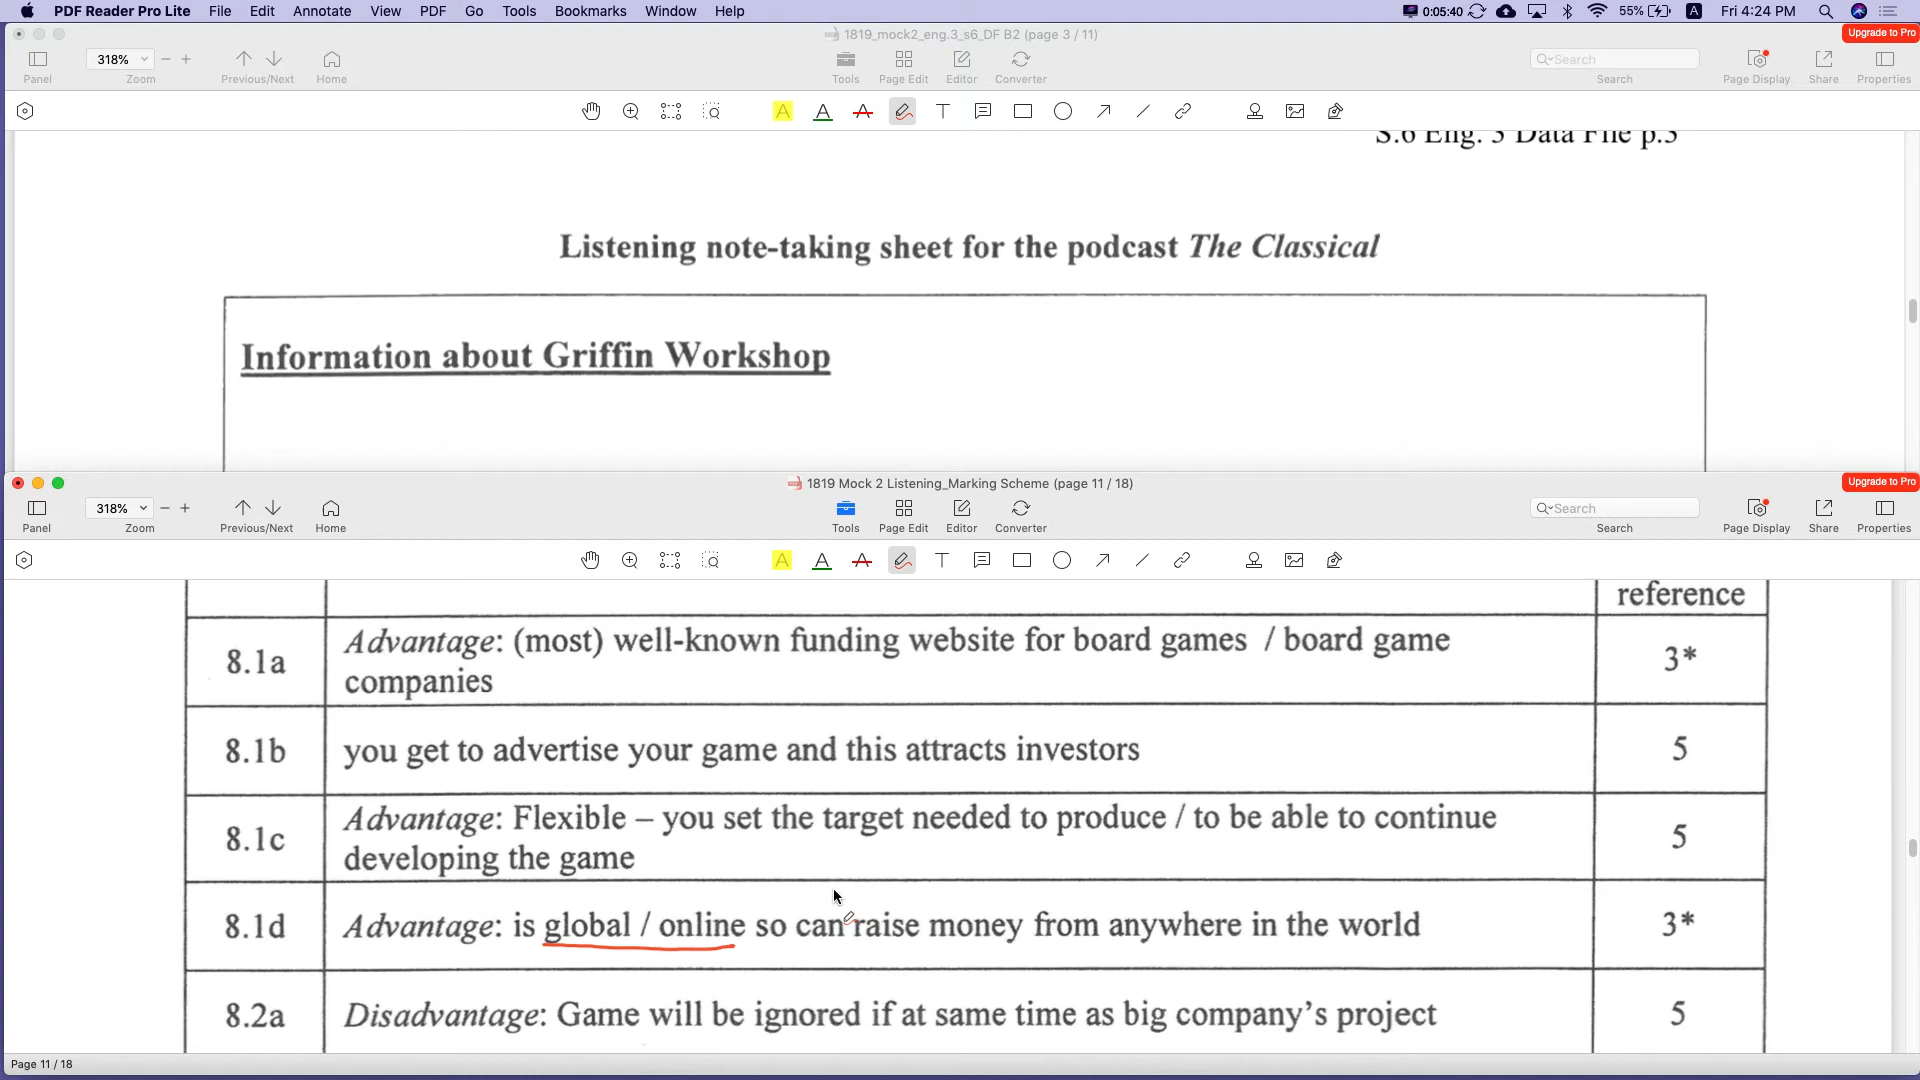 PDF Reader Pro Lite File Edit Annotate View PDF Go Tools Bookmarks Window Help 0:05:40 55% A Fri 4:24 PM
1819_mock2_eng.3_s6_DF B2 (page 3 / 11) Upgrade to Pro
318% Search
Panel Zoom Previous/Next Home Tools Page Edit Editor Converter Search Page Display Share Properties
A A A T
S.6 Eng. 3 Data File p.3
Listening note-taking sheet for the podcast The Classical
Information about Griffin Workshop
1819 Mock 2 Listening_Marking Scheme (page 11 / 18) Upgrade to Pro
318% Search
Panel Zoom Previous/Next Home Tools Page Edit Editor Converter Search Page Display Share Properties
A A A T
reference
8.1a Advantage: (most) well-known funding website for board games / board game companies 3*
8.1b you get to advertise your game and this attracts investors 5
8.1c Advantage: Flexible – you set the target needed to produce / to be able to continue developing the game 5
8.1d Advantage: is global / online so can raise money from anywhere in the world 3*
8.2a Disadvantage: Game will be ignored if at same time as big company's project 5
Page 11 / 18